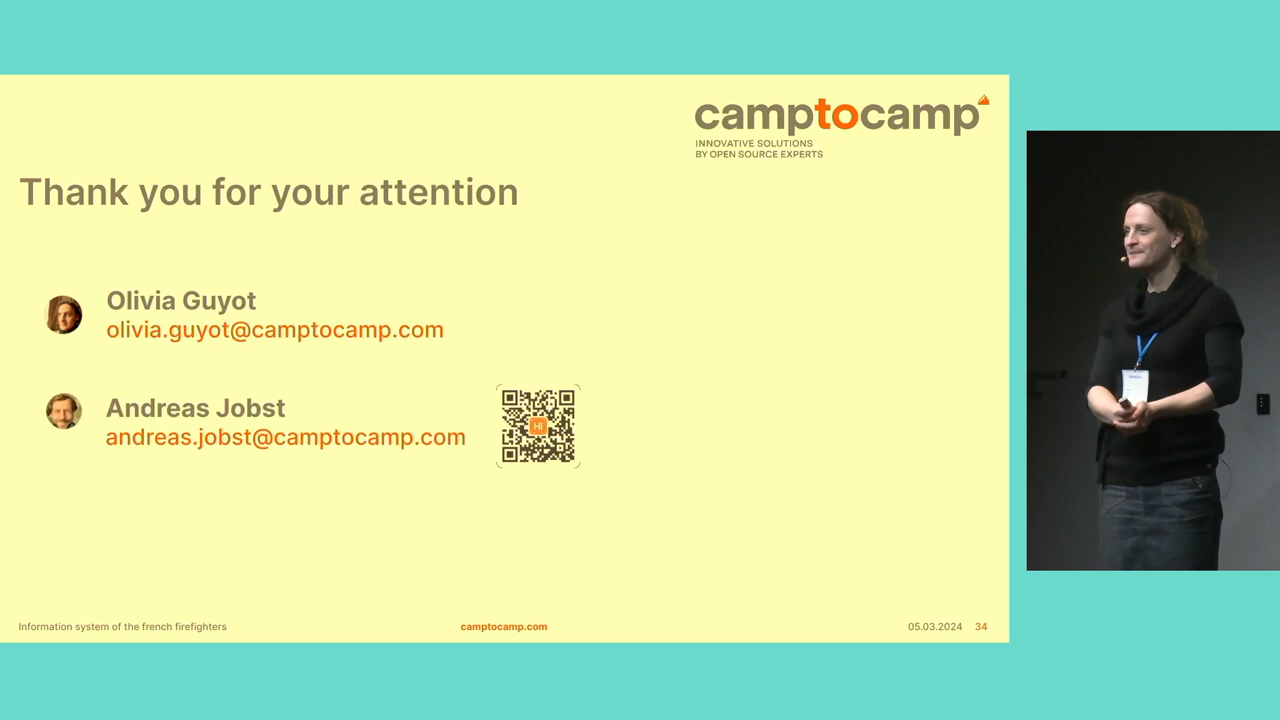 camptocamp
INNOVATIVE SOLUTIONS
BY OPEN SOURCE EXPERTS
Thank you for your attention
Olivia Guyot
olivia.guyot@camptocamp.com
Andreas Jobst
andreas.jobst@camptocamp.com
Hi
Information system of the french firefighters
camptocamp.com
05.03.2024
34